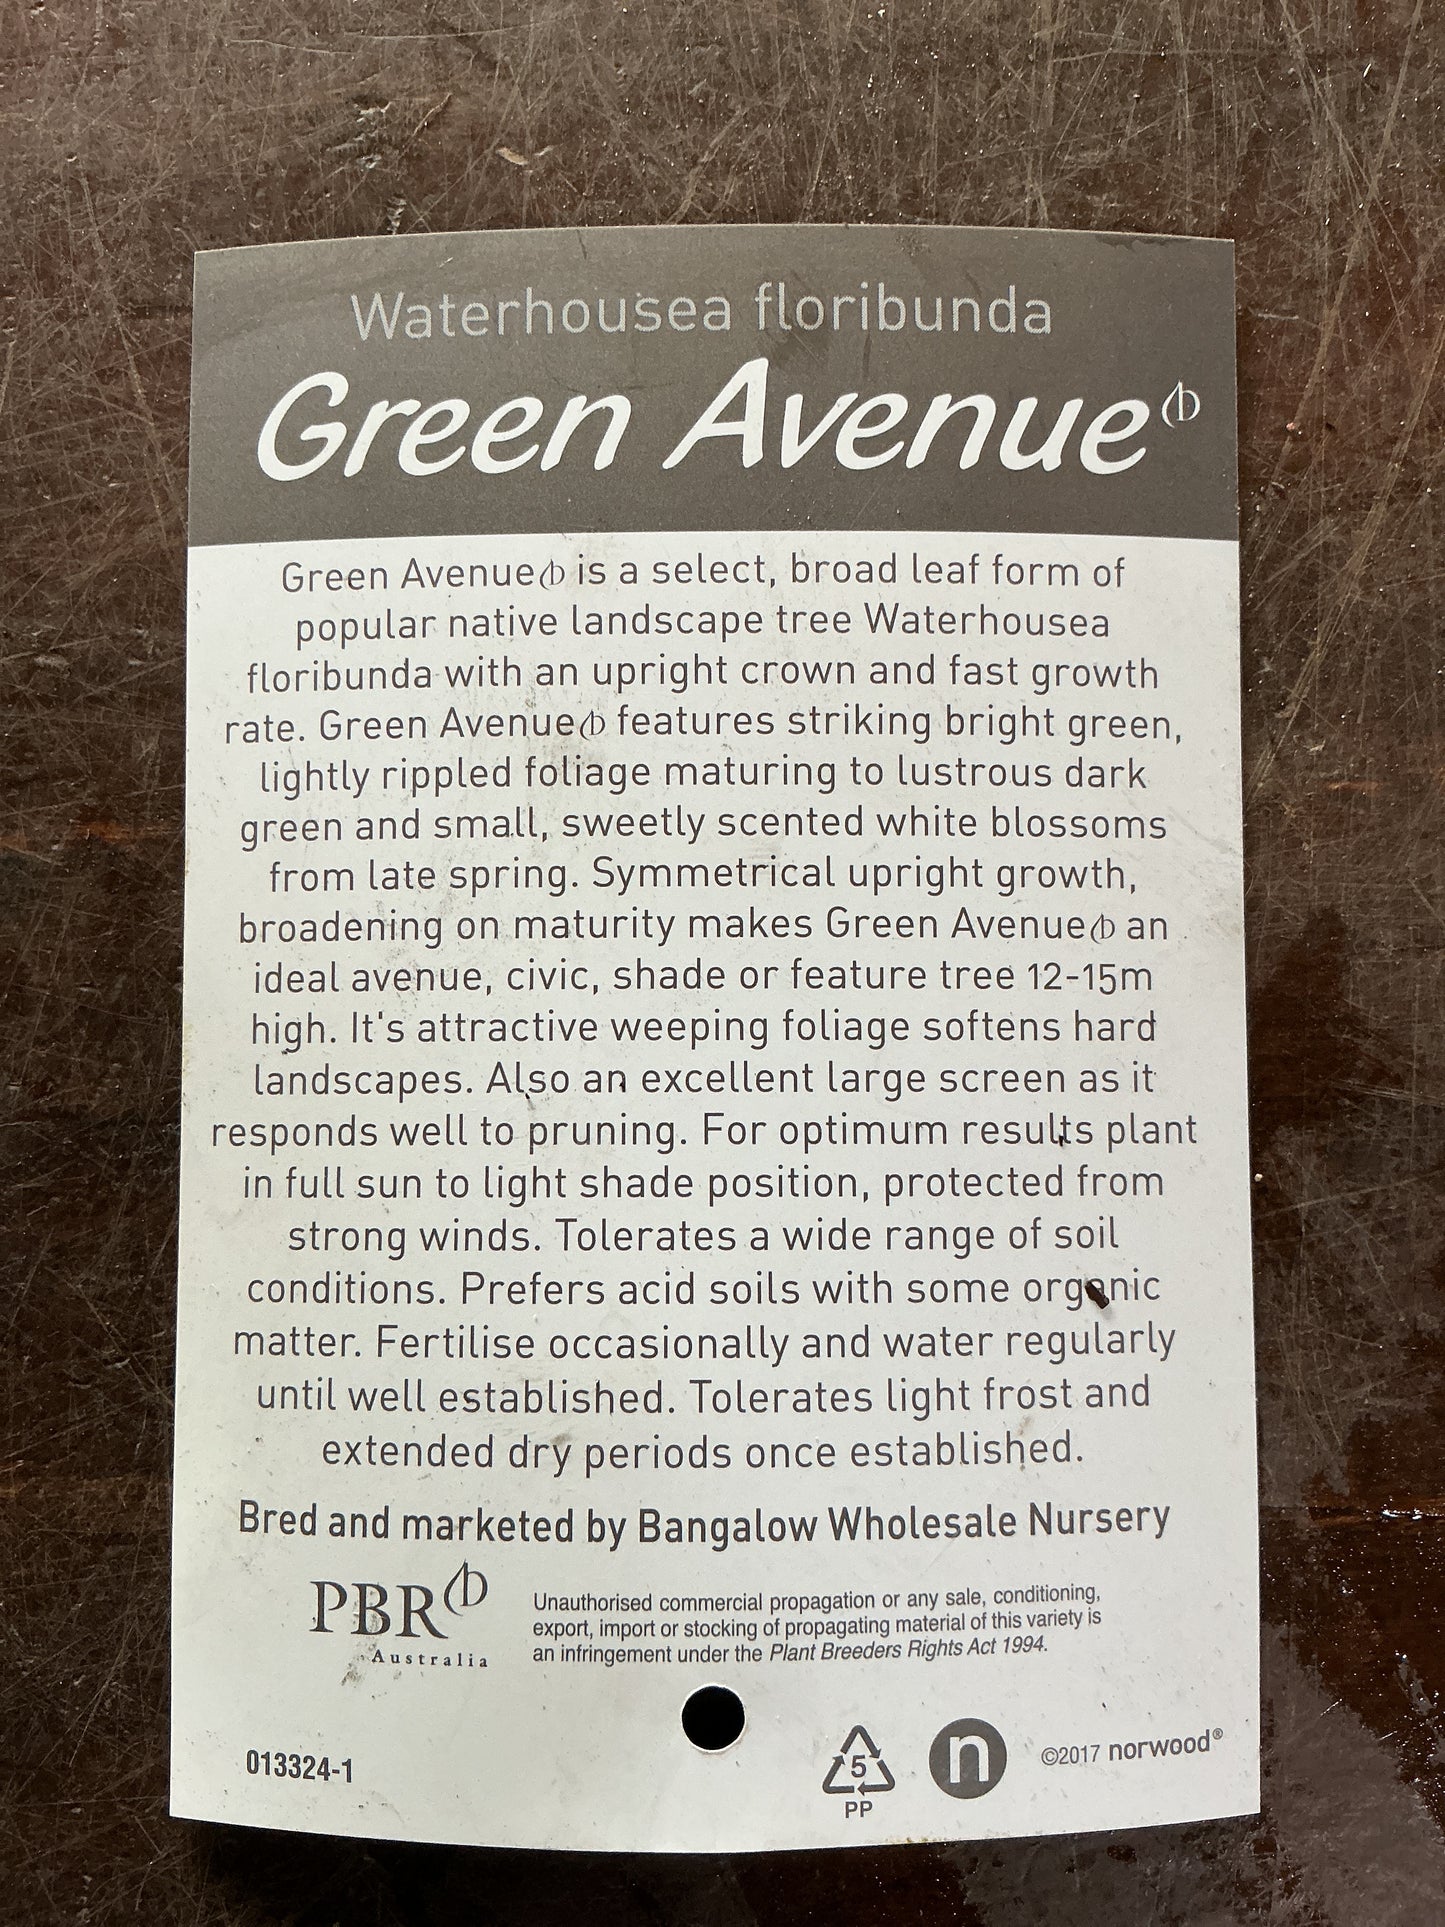 Waterhousea floribunda
Green Avenue
Green Avenue is a select, broad leaf form of
popular native landscape tree Waterhousea
floribunda with an upright crown and fast growth
rate. Green Avenue features striking bright green,
lightly rippled foliage maturing to lustrous dark
green and small, sweetly scented white blossoms
from late spring. Symmetrical upright growth,
broadening on maturity makes Green Avenue an
ideal avenue, civic, shade or feature tree 12-15m
high. It's attractive weeping foliage softens hard
landscapes. Also an excellent large screen as it
responds well to pruning. For optimum results plant
in full sun to light shade position, protected from
strong winds. Tolerates a wide range of soil
conditions. Prefers acid soils with some organic
matter. Fertilise occasionally and water regularly
until well established. Tolerates light frost and
extended dry periods once established.
Bred and marketed by Bangalow Wholesale Nursery
PBR
Australia
Unauthorised commercial propagation or any sale, conditioning,
export, import or stocking of propagating material of this variety is
an infringement under the Plant Breeders Rights Act 1994.
013324-1
5
PP
n
©2017 norwood®